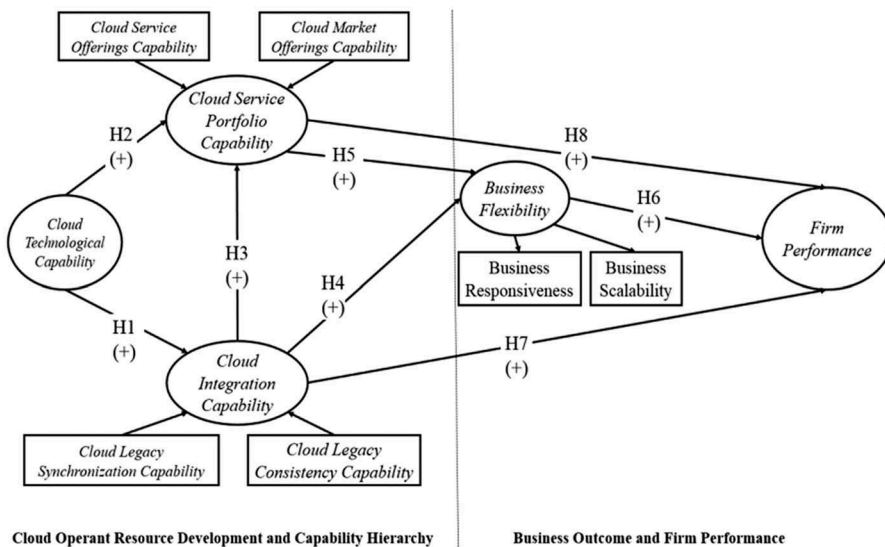 Cloud Service
Offerings Capability
Cloud Market
Offerings Capability
Cloud Service
Portfolio
Capability
H2
(+)
H8
(+)
H5
(+)
Business
Flexibility
H6
(+)
Firm
Performance
Cloud
Technological
Capability
H3
(+)
H4
(+)
Business
Responsiveness
Business
Scalability
H1
(+)
H7
(+)
Cloud
Integration
Capability
Cloud Legacy
Synchronization Capability
Cloud Legacy
Consistency Capability
Cloud Operant Resource Development and Capability Hierarchy
Business Outcome and Firm Performance